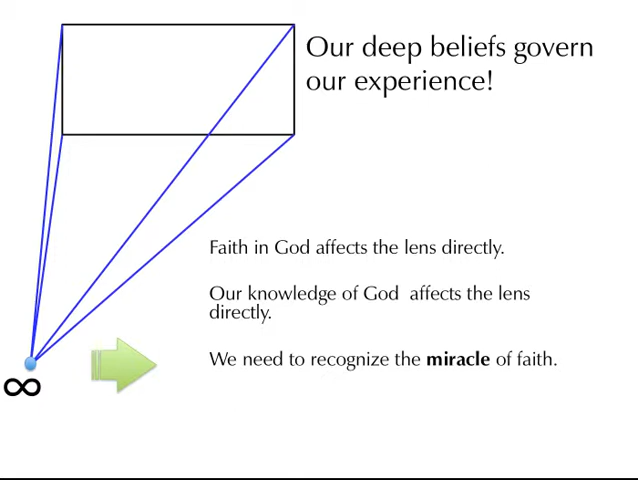 Our deep beliefs govern
our experience!
Faith in God affects the lens directly.
Our knowledge of God  affects the lens
directly.
We need to recognize the miracle of faith.
∞